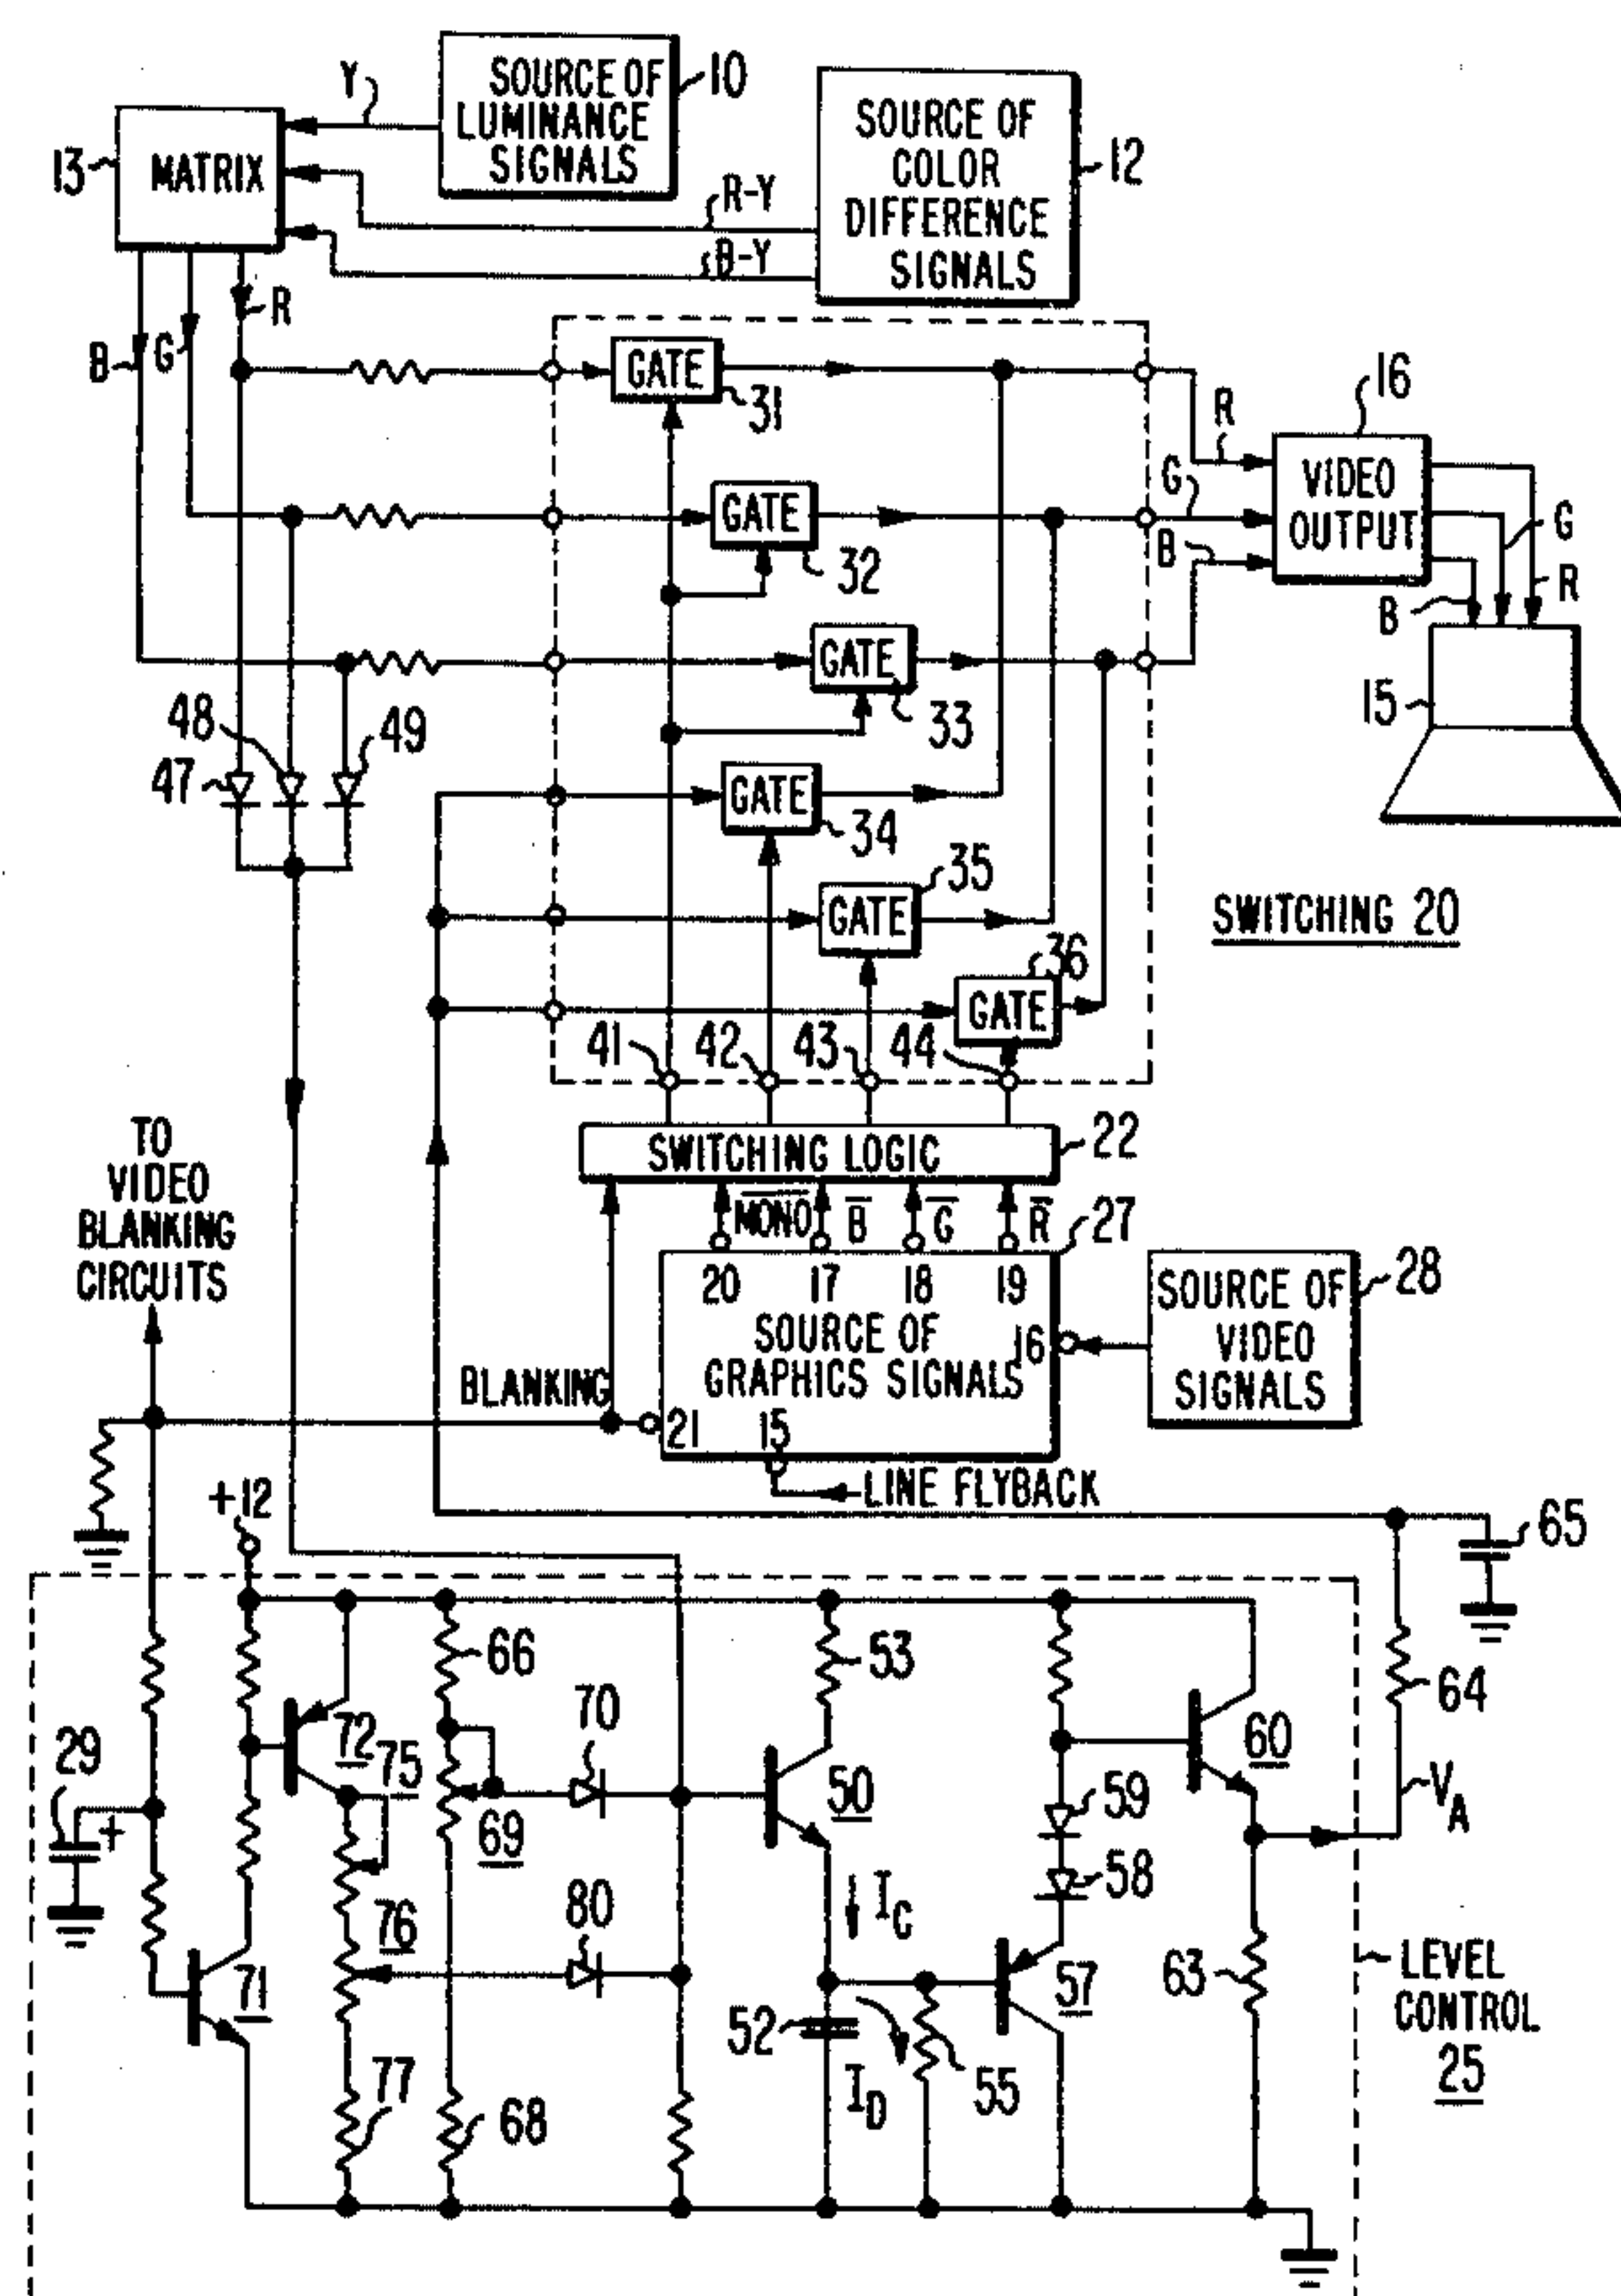 Y
SOURCE OF
LUMINANCE
SIGNALS
10
SOURCE OF
COLOR
DIFFERENCE
SIGNALS
12
13
MATRIX
R-Y
B-Y
B
G
R
GATE
31
GATE
32
GATE
33
GATE
34
GATE
35
GATE
36
16
R
G
B
VIDEO
OUTPUT
G
R
B
15
48
49
47
SWITCHING 20
41
42
43
44
SWITCHING LOGIC
22
TO
VIDEO
BLANKING
CIRCUITS
M̅O̅N̅O̅
B̅
G̅
R̅
27
20
17
18
19
16
SOURCE OF
GRAPHICS SIGNALS
21
15
BLANKING
SOURCE OF
VIDEO
SIGNALS
28
LINE FLYBACK
+12
65
66
53
64
70
72
75
29
+
69
50
59
60
VA
58
IC
80
76
71
57
63
LEVEL
CONTROL
25
52
ID
55
77
68